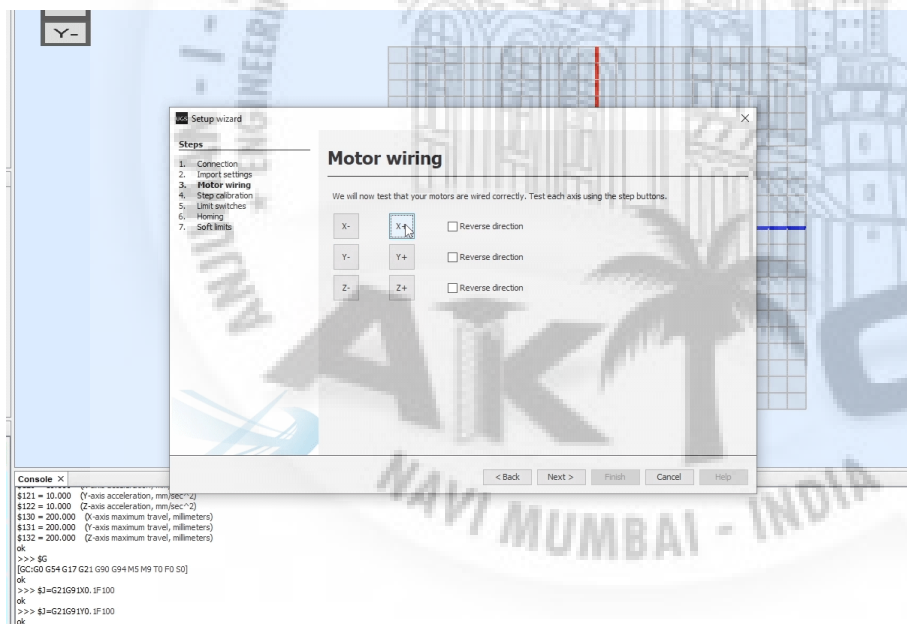 Y-
UGS Setup wizard
Steps
1. Connection
2. Import settings
3. Motor wiring
4. Step calibration
5. Limit switches
6. Homing
7. Soft limits
Motor wiring
We will now test that your motors are wired correctly. Test each axis using the step buttons.
X- X+ Reverse direction
Y- Y+ Reverse direction
Z- Z+ Reverse direction
< Back Next > Finish Cancel Help
AKTC
NAVI MUMBAI - INDIA
Console ×
$121 = 10.000 (Y-axis acceleration, mm/sec^2)
$122 = 10.000 (Z-axis acceleration, mm/sec^2)
$130 = 200.000 (X-axis maximum travel, millimeters)
$131 = 200.000 (Y-axis maximum travel, millimeters)
$132 = 200.000 (Z-axis maximum travel, millimeters)
ok
>>> $G
[GC:G0 G54 G17 G21 G90 G94 M5 M9 T0 F0 S0]
ok
>>> $J=G21G91X0.1F100
ok
>>> $J=G21G91Y0.1F100
ok